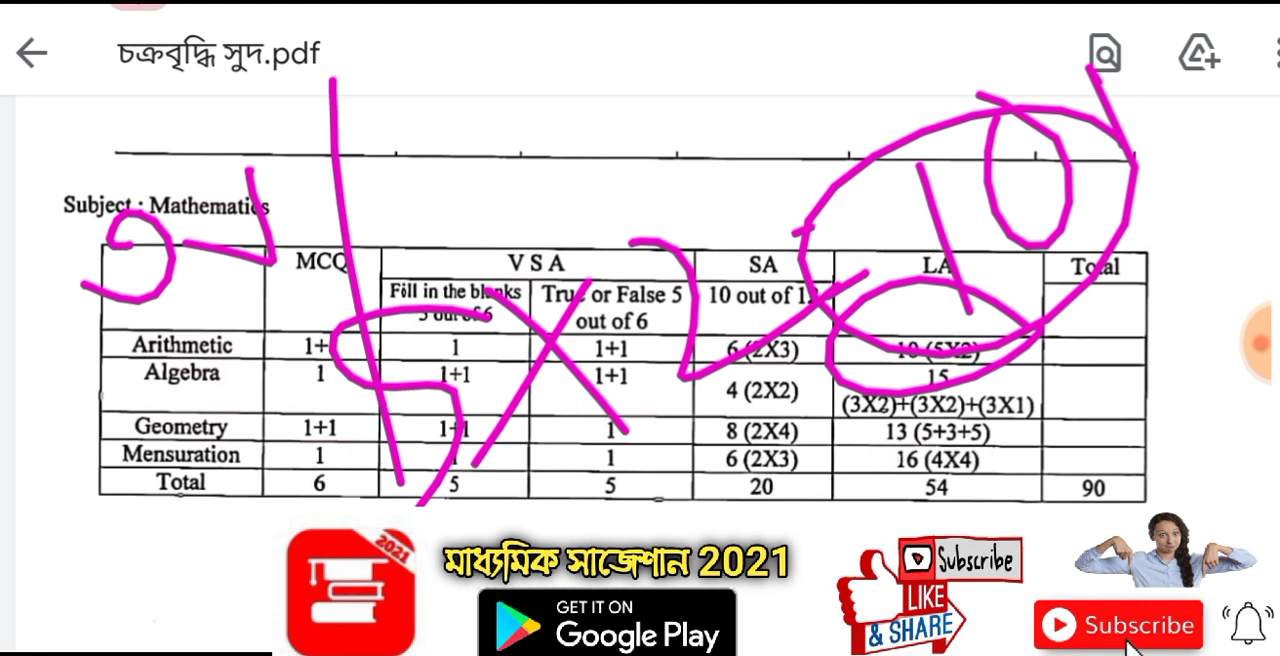 চক্রবৃদ্ধি সুদ.pdf
Subject : Mathematics
MCQ V S A SA LA Total
Fill in the blanks 5 out of 6 True or False 5 out of 6 10 out of 12
Arithmetic 1+1 1 1+1 6 (2X3) 10 (5X2)
Algebra 1 1+1 1+1 4 (2X2) 15 (3X2)+(3X2)+(3X1)
Geometry 1+1 1+1 1 8 (2X4) 13 (5+3+5)
Mensuration 1 1 6 (2X3) 16 (4X4)
Total 6 5 5 20 54 90
2021
মাধ্যমিক সাজেশান 2021
GET IT ON
Google Play
Subscribe
LIKE
& SHARE
Subscribe